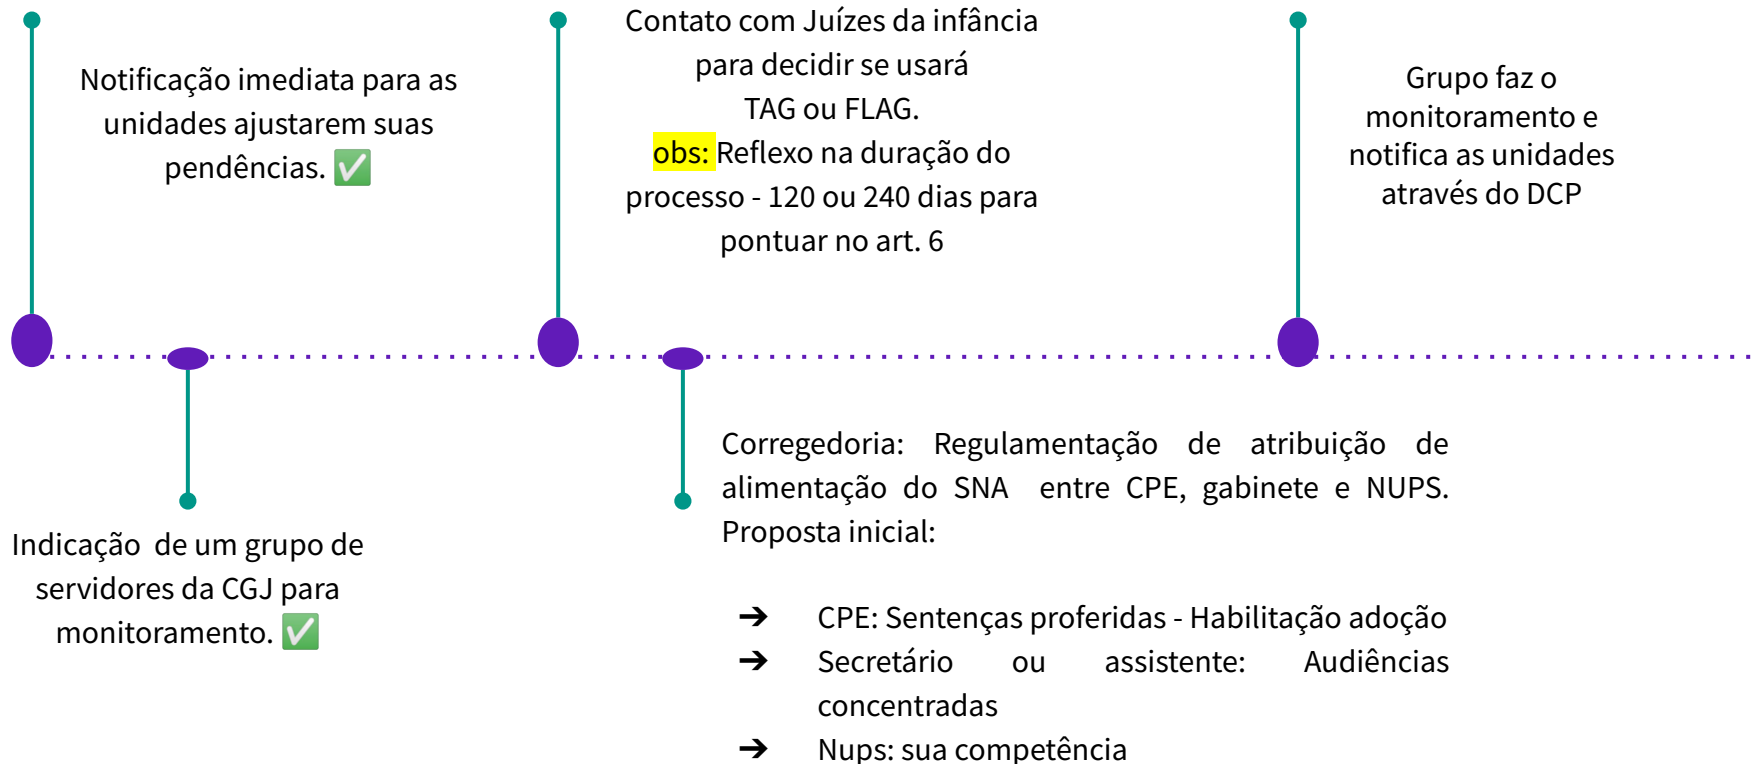 Notificação imediata para as
unidades ajustarem suas
pendências. ✅
Contato com Juízes da infância
para decidir se usará
TAG ou FLAG.
obs: Reflexo na duração do
processo - 120 ou 240 dias para
pontuar no art. 6
Grupo faz o
monitoramento e
notifica as unidades
através do DCP
Indicação de um grupo de
servidores da CGJ para
monitoramento. ✅
Corregedoria: Regulamentação de atribuição de
alimentação do SNA entre CPE, gabinete e NUPS.
Proposta inicial:
➔ CPE: Sentenças proferidas - Habilitação adoção
➔ Secretário ou assistente: Audiências
concentradas
➔ Nups: sua competência